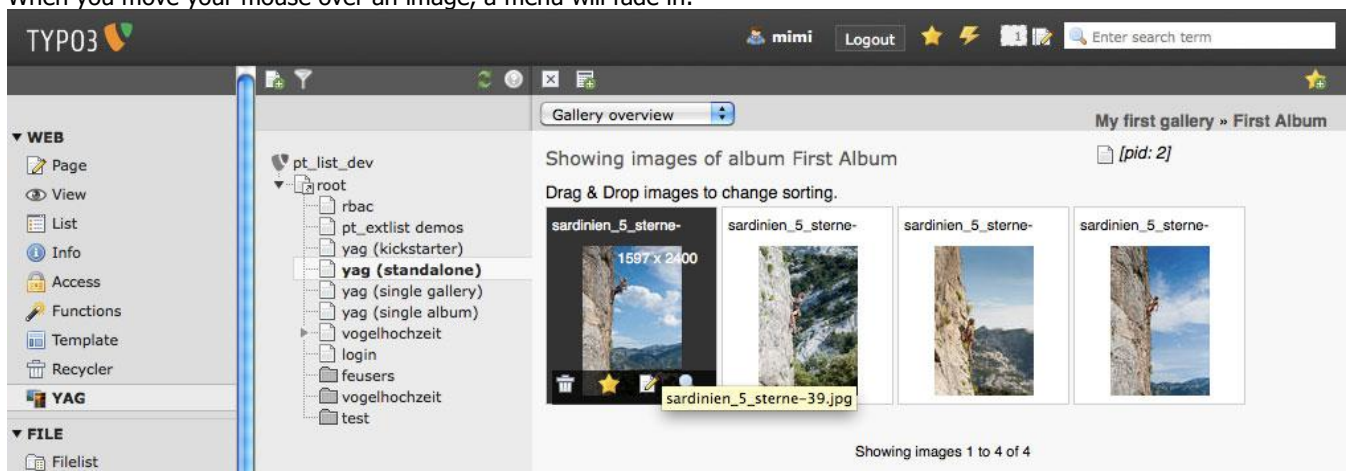 When you move your mouse over an image, a menu will fade in.
TYPO3
mimi Logout 1 Enter search term
Gallery overview
My first gallery » First Album
[pid: 2]
WEB
Page
View
List
Info
Access
Functions
Template
Recycler
YAG
FILE
Filelist
pt_list_dev
root
rbac
pt_extlist demos
yag (kickstarter)
yag (standalone)
yag (single gallery)
yag (single album)
vogelhochzeit
login
feusers
vogelhochzeit
test
Showing images of album First Album
Drag & Drop images to change sorting.
sardinien_5_sterne- sardinien_5_sterne- sardinien_5_sterne- sardinien_5_sterne-
1597 x 2400
sardinien_5_sterne-39.jpg
Showing images 1 to 4 of 4